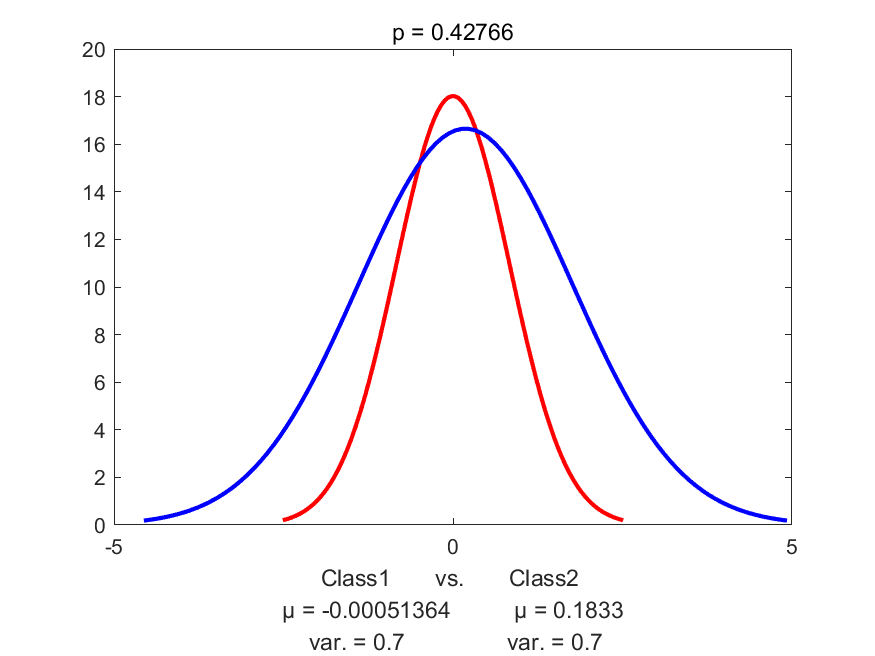 p = 0.42766
20
18
16
14
12
10
8
6
4
2
0
-5 0 5
Class1 vs. Class2
μ = -0.00051364 μ = 0.1833
var. = 0.7 var. = 0.7